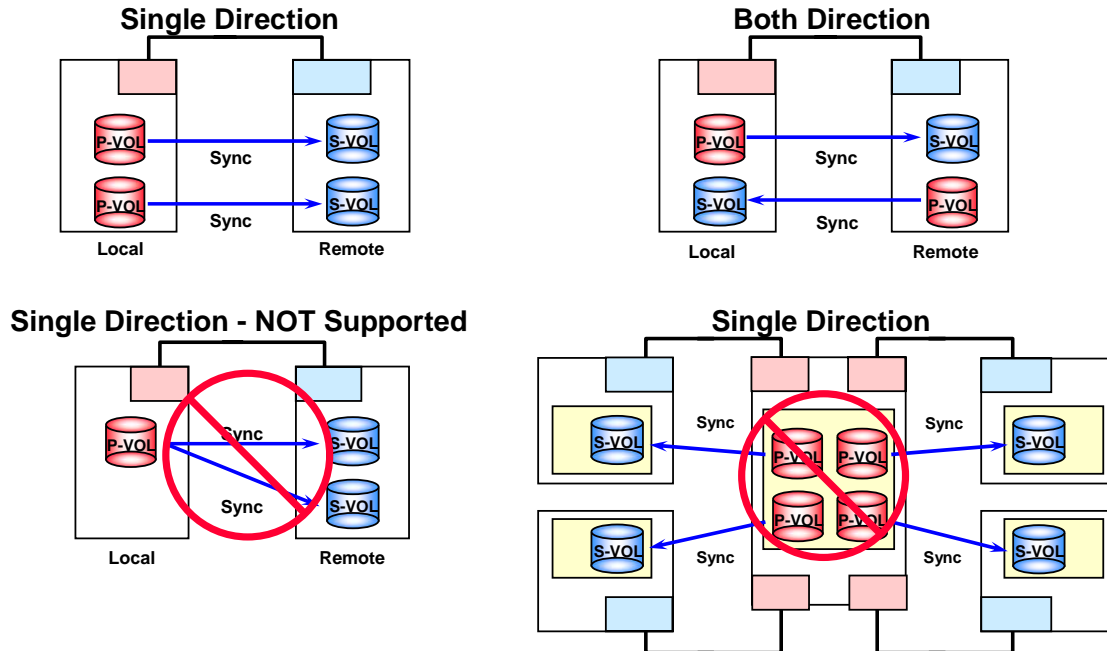 Single Direction
P-VOL
S-VOL
Sync
P-VOL
S-VOL
Sync
Local
Remote
Both Direction
P-VOL
S-VOL
Sync
S-VOL
P-VOL
Sync
Local
Remote
Single Direction - NOT Supported
P-VOL
Sync
S-VOL
Sync
S-VOL
Local
Remote
Single Direction
S-VOL
Sync
P-VOL
P-VOL
Sync
S-VOL
S-VOL
Sync
P-VOL
P-VOL
Sync
S-VOL